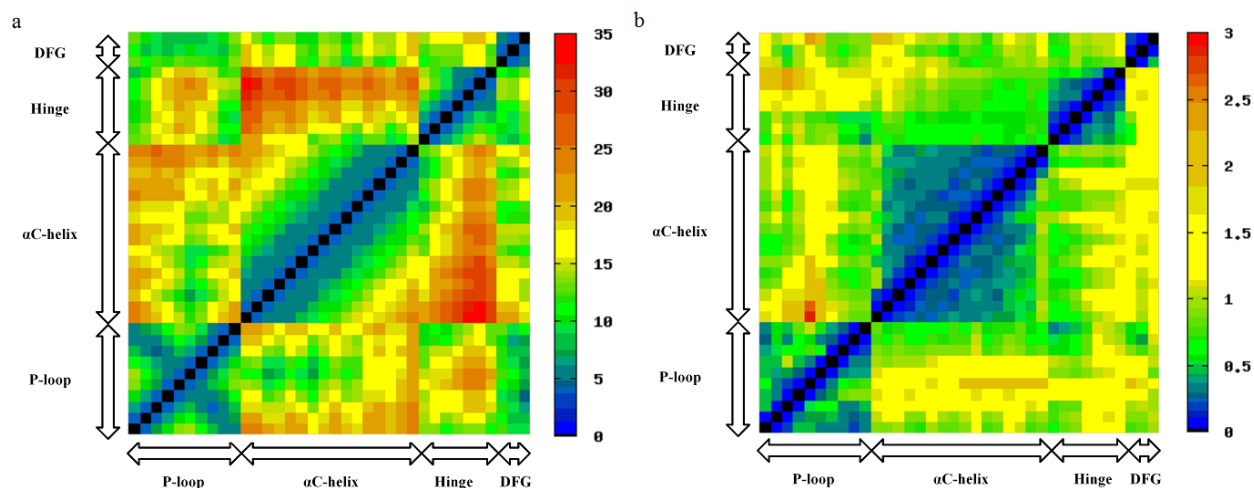 a
DFG
Hinge
αC-helix
P-loop
P-loop
αC-helix
Hinge
DFG
35
30
25
20
15
10
5
0
b
DFG
Hinge
αC-helix
P-loop
P-loop
αC-helix
Hinge
DFG
3
2.5
2
1.5
1
0.5
0